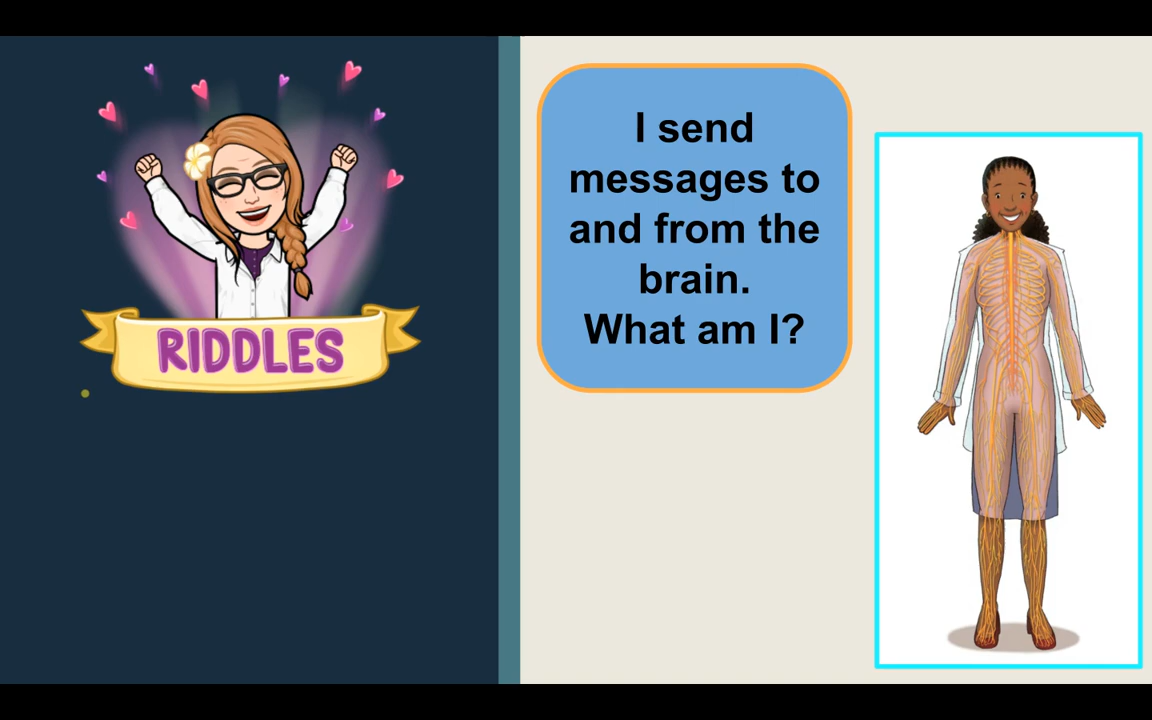 RIDDLES
I send
messages to
and from the
brain.
What am I?